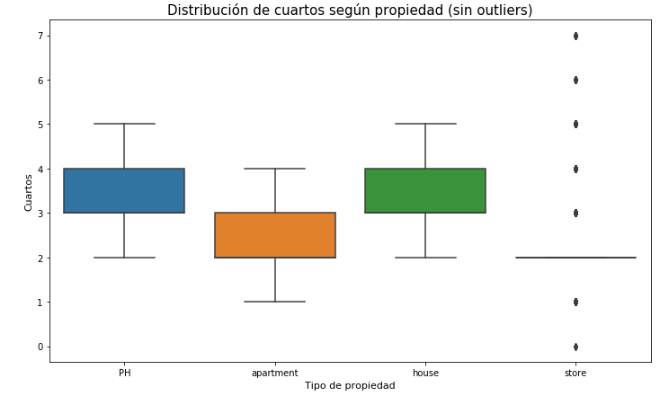 Distribución de cuartos según propiedad (sin outliers)
7
6
5
4
3
2
1
0
Cuartos
PH apartment house store
Tipo de propiedad